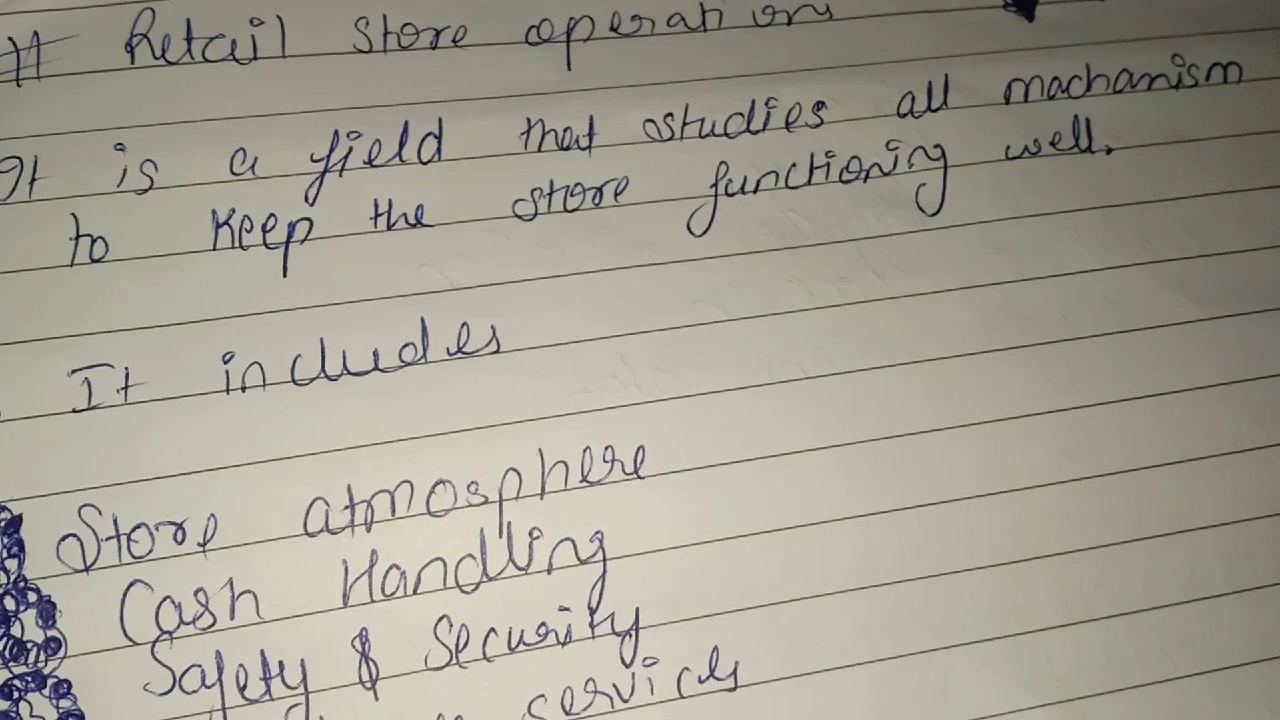 # Retail store operations
It is a field that studies all machanism
to keep the store functioning well.
It includes
Store atmosphere
Cash Handling
Safety & Security
services